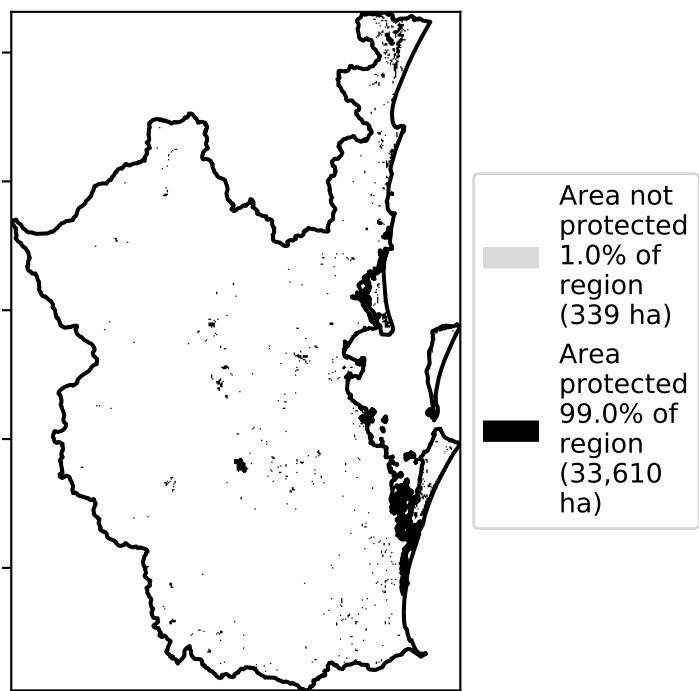 Area not
protected
1.0% of
region
(339 ha)
Area
protected
99.0% of
region
(33,610
ha)